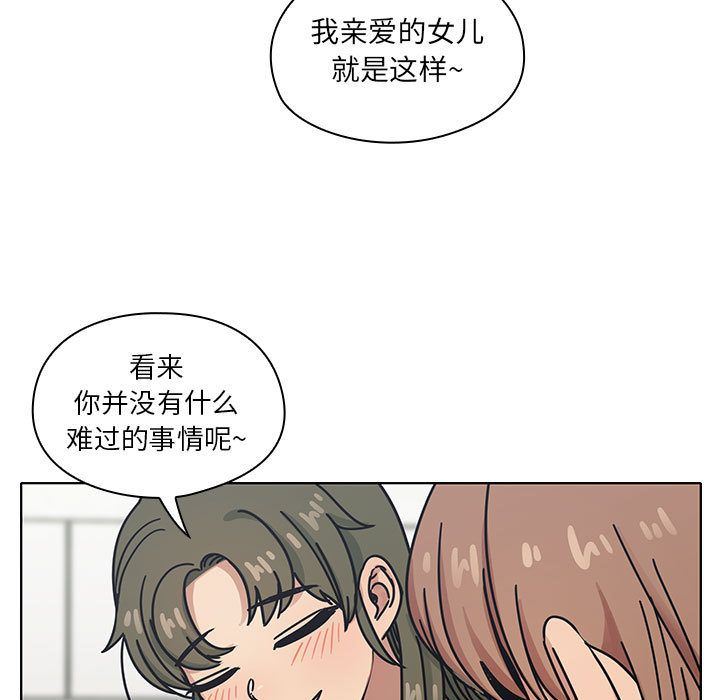 我亲爱的女儿
就是这样~
看来
你并没有什么
难过的事情呢~